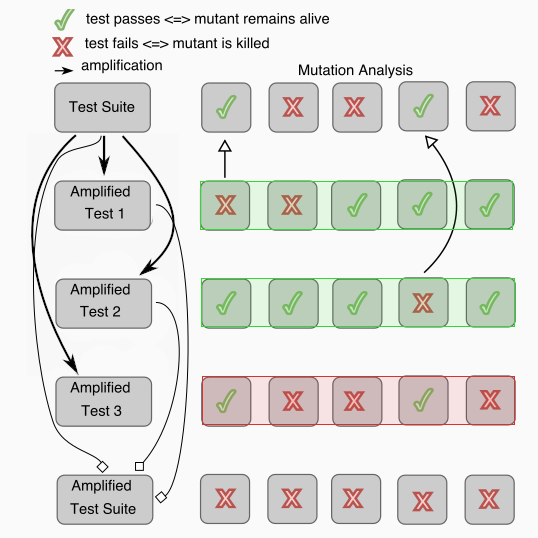 test passes <=> mutant remains alive
test fails <=> mutant is killed
amplification
Mutation Analysis
Test Suite
Amplified
Test 1
Amplified
Test 2
Amplified
Test 3
Amplified
Test Suite